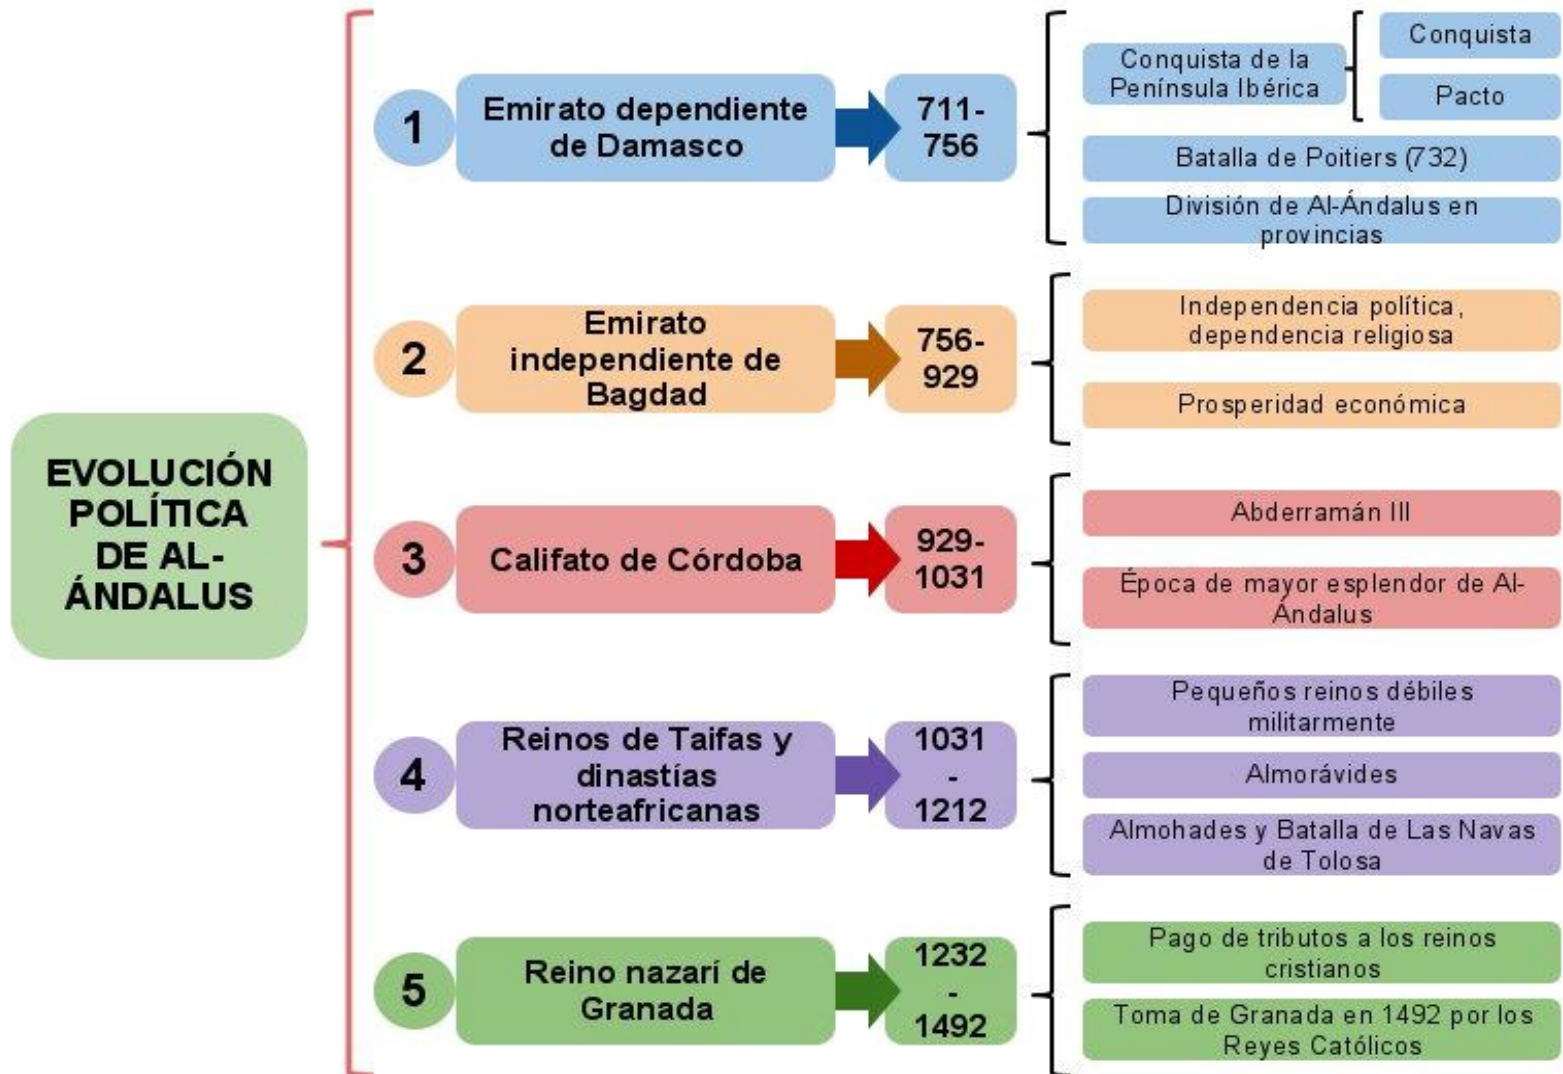 EVOLUCIÓN
POLÍTICA
DE AL-
ÁNDALUS
1
Emirato dependiente
de Damasco
711-
756
Conquista de la
Península Ibérica
Conquista
Pacto
Batalla de Poitiers (732)
División de Al-Ándalus en
provincias
2
Emirato
independiente de
Bagdad
756-
929
Independencia política,
dependencia religiosa
Prosperidad económica
3
Califato de Córdoba
929-
1031
Abderramán III
Época de mayor esplendor de Al-
Ándalus
4
Reinos de Taifas y
dinastías
norteafricanas
1031
-
1212
Pequeños reinos débiles
militarmente
Almorávides
Almohades y Batalla de Las Navas
de Tolosa
5
Reino nazarí de
Granada
1232
-
1492
Pago de tributos a los reinos
cristianos
Toma de Granada en 1492 por los
Reyes Católicos